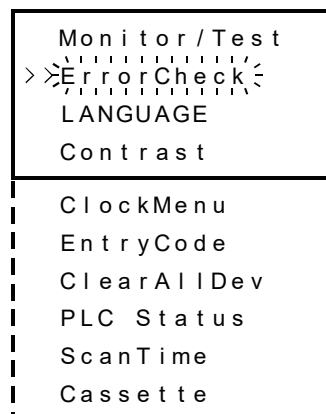 Monitor/Test
>>ErrorCheck
LANGUAGE
Contrast
ClockMenu
EntryCode
ClearAllDev
PLC Status
ScanTime
Cassette